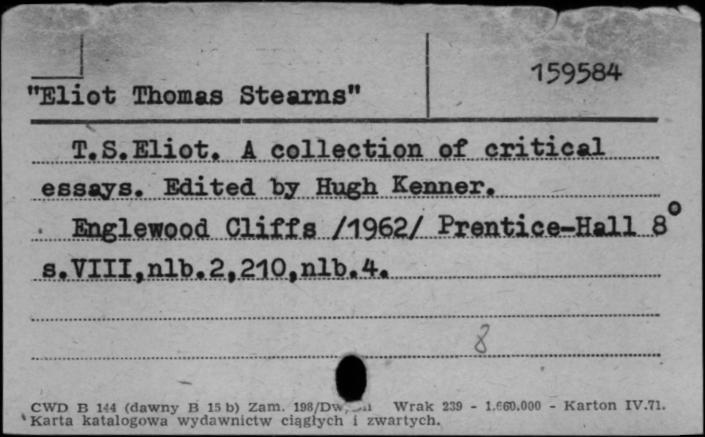 159584
"Eliot Thomas Stearns"
T.S.Eliot. A collection of critical
essays. Edited by Hugh Kenner.
Englewood Cliffs /1962/ Prentice-Hall 8°
s.VIII,nlb.2,210,nlb.4.
8
CWD B 144 (dawny B 15 b) Zam. 198/Dw, Wrak 239 - 1.660.000 - Karton IV.71.
Karta katalogowa wydawnictw ciągłych i zwartych.